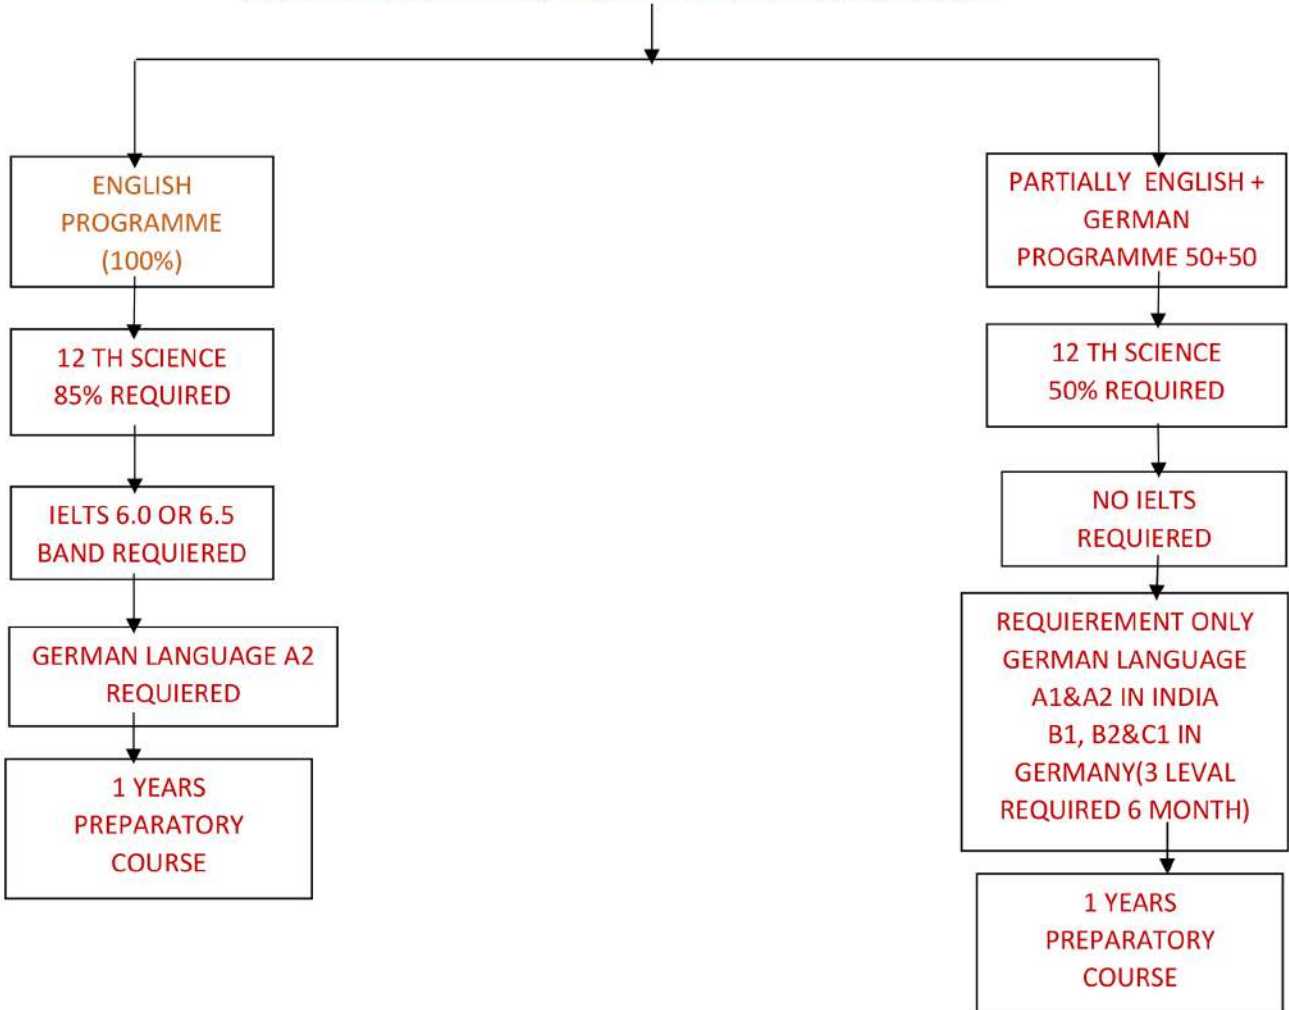 ENGLISH
PROGRAMME
(100%)
12 TH SCIENCE
85% REQUIRED
IELTS 6.0 OR 6.5
BAND REQUIERED
GERMAN LANGUAGE A2
REQUIERED
1 YEARS
PREPARATORY
COURSE
PARTIALLY ENGLISH +
GERMAN
PROGRAMME 50+50
12 TH SCIENCE
50% REQUIRED
NO IELTS
REQUIERED
REQUIEREMENT ONLY
GERMAN LANGUAGE
A1&A2 IN INDIA
B1, B2&C1 IN
GERMANY(3 LEVAL
REQUIRED 6 MONTH)
1 YEARS
PREPARATORY
COURSE